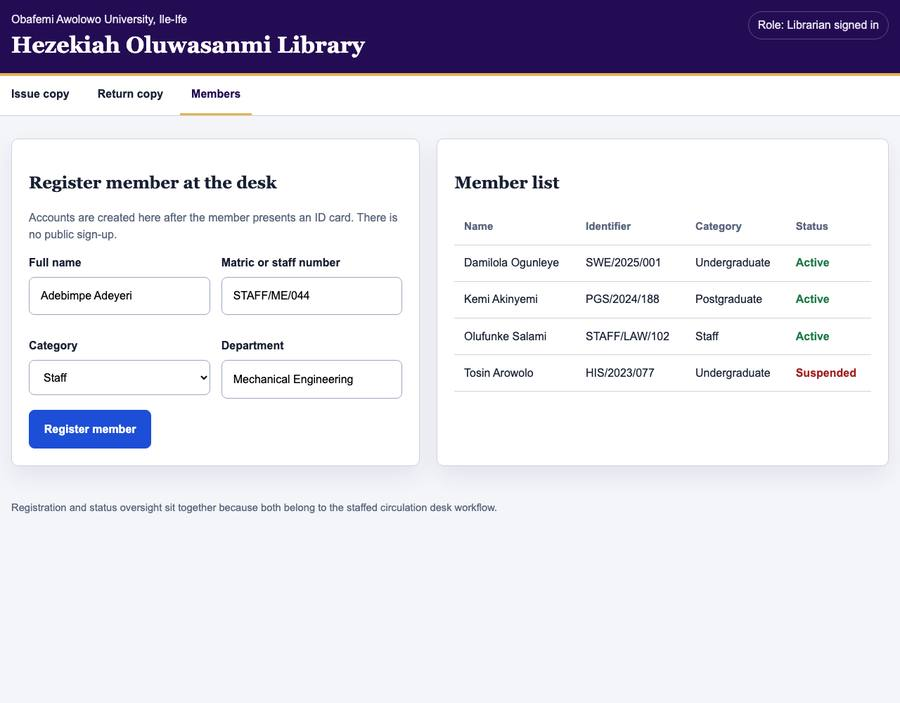 Obafemi Awolowo University, Ile-Ife
Hezekiah Oluwasanmi Library
Role: Librarian signed in
Issue copy Return copy Members
Register member at the desk
Accounts are created here after the member presents an ID card. There is
no public sign-up.
Full name Matric or staff number
Adebimpe Adeyeri STAFF/ME/044
Category Department
Staff Mechanical Engineering
Register member
Member list
Name Identifier Category Status
Damilola Ogunleye SWE/2025/001 Undergraduate Active
Kemi Akinyemi PGS/2024/188 Postgraduate Active
Olufunke Salami STAFF/LAW/102 Staff Active
Tosin Arowolo HIS/2023/077 Undergraduate Suspended
Registration and status oversight sit together because both belong to the staffed circulation desk workflow.